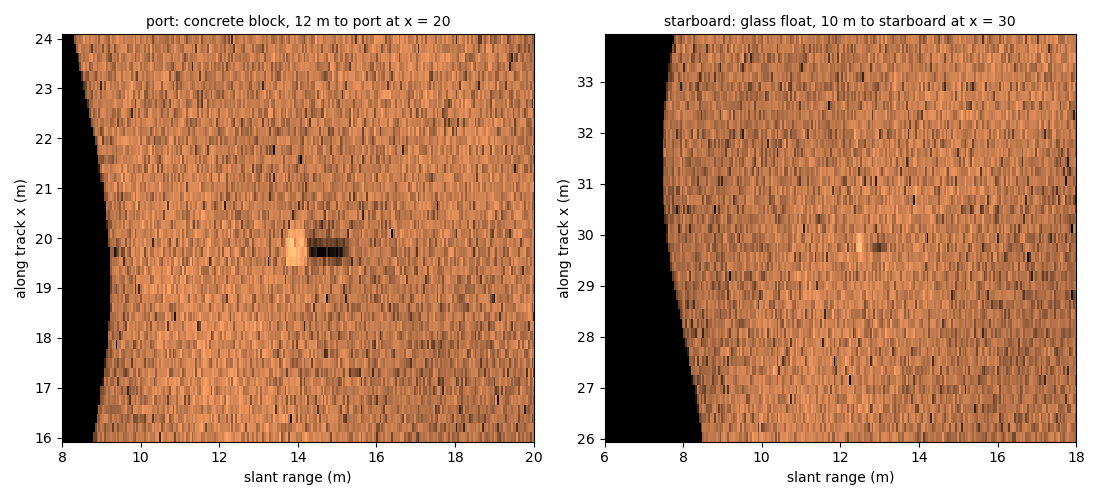 port: concrete block, 12 m to port at x = 20
24
23
22
21
20
19
18
17
16
along track x (m)
8 10 12 14 16 18 20
slant range (m)
starboard: glass float, 10 m to starboard at x = 30
33
32
31
30
29
28
27
26
along track x (m)
6 8 10 12 14 16 18
slant range (m)